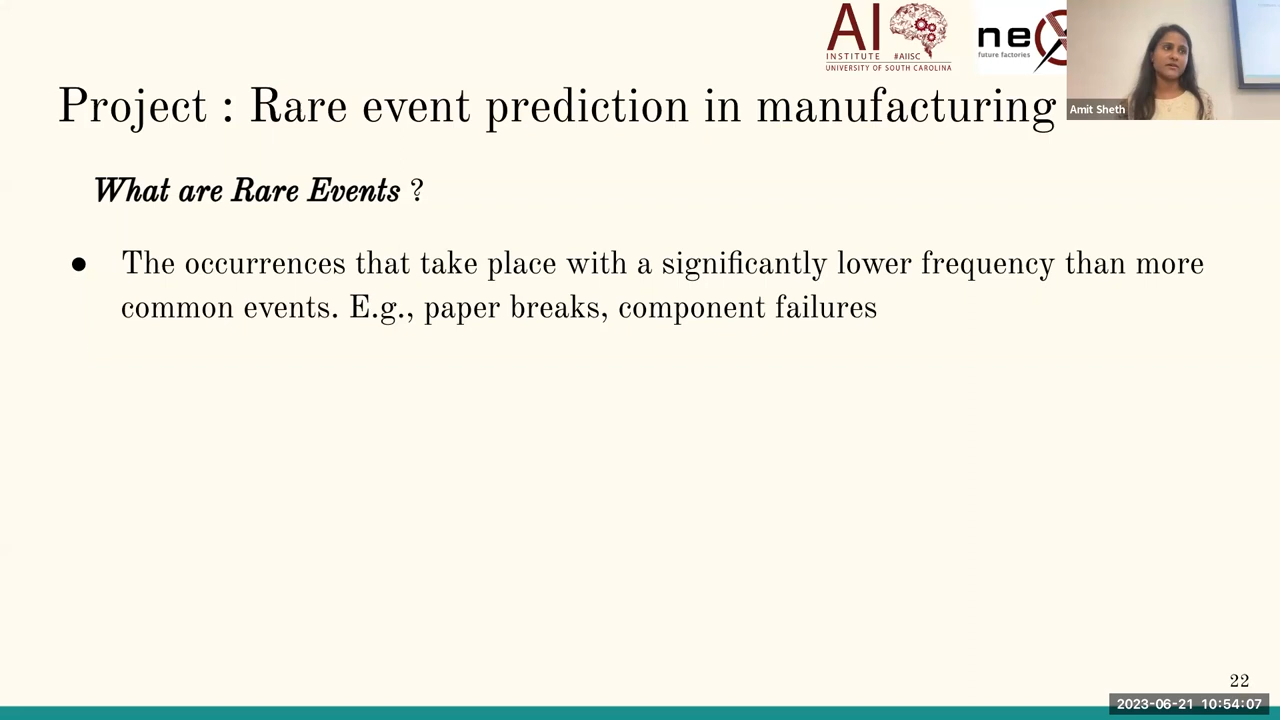 AI
INSTITUTE #AIISC
UNIVERSITY OF SOUTH CAROLINA
ne
future factories
Amit Sheth
Project : Rare event prediction in manufacturing
What are Rare Events ?
● The occurrences that take place with a significantly lower frequency than more
common events. E.g., paper breaks, component failures
22
2023-06-21 10:54:07